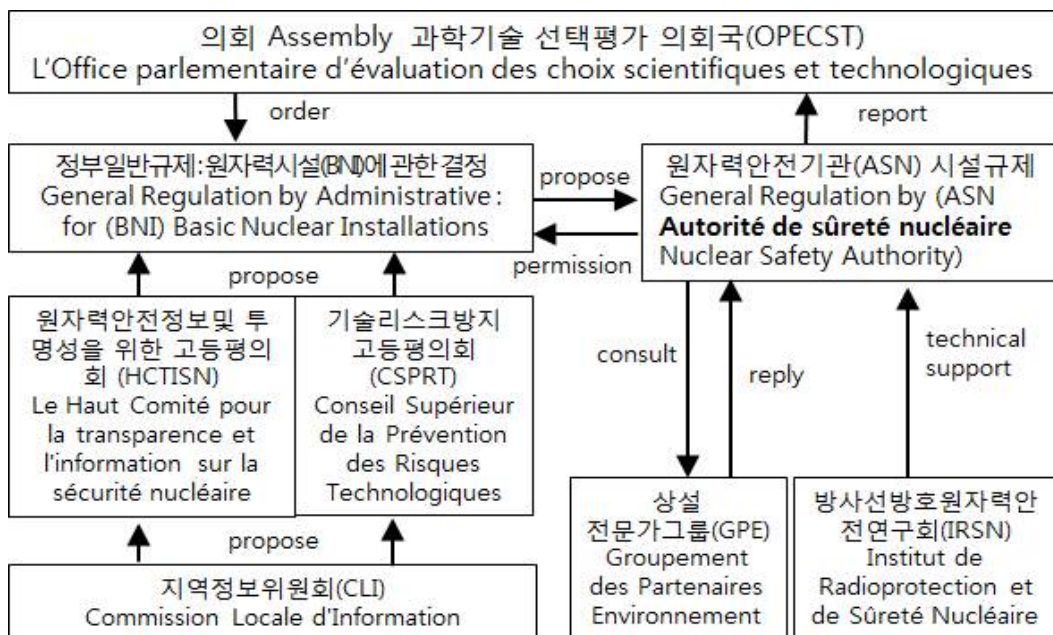 의회 Assembly 과학기술 선택평가 의회국(OPECST)
L'Office parlementaire d'évaluation des choix scientifiques et technologiques
order
report
정부일반규제:원자력시설(BNI)에관한결정
General Regulation by Administrative :
for (BNI) Basic Nuclear Installations
propose
permission
원자력안전기관(ASN) 시설규제
General Regulation by (ASN
Autorité de sûreté nucléaire
Nuclear Safety Authority)
propose
원자력안전정보및 투
명성을 위한 고등평의
회 (HCTISN)
Le Haut Comité pour
la transparence et
l'information sur la
sécurité nucléaire
기술리스크방지
고등평의회
(CSPRT)
Conseil Supérieur
de la Prévention
des Risques
Technologiques
consult
reply
technical
support
propose
지역정보위원회(CLI)
Commission Locale d'Information
상설
전문가그룹(GPE)
Groupement
des Partenaires
Environnement
방사선방호원자력안
전연구회(IRSN)
Institut de
Radioprotection et
de Sûreté Nucléaire